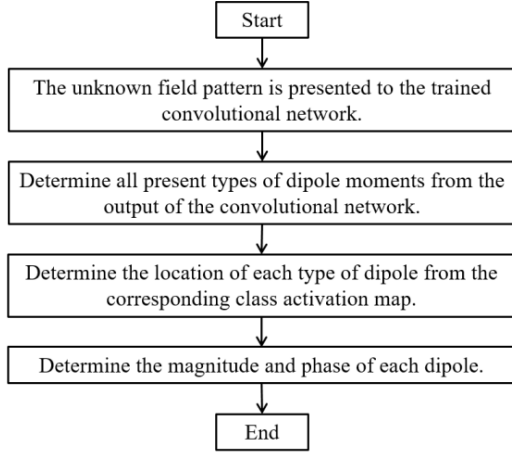 Start
The unknown field pattern is presented to the trained
convolutional network.
Determine all present types of dipole moments from the
output of the convolutional network.
Determine the location of each type of dipole from the
corresponding class activation map.
Determine the magnitude and phase of each dipole.
End